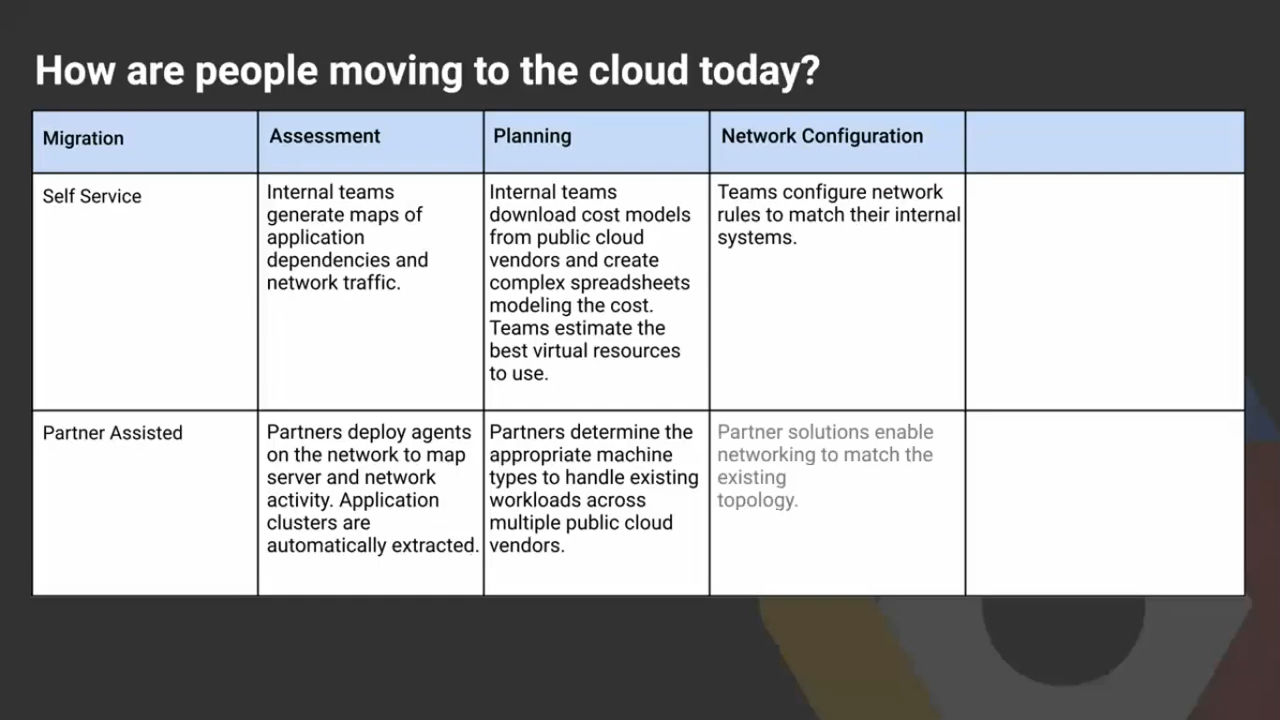 How are people moving to the cloud today?
Migration
Assessment
Planning
Network Configuration
Self Service
Internal teams
generate maps of
application
dependencies and
network traffic.
Internal teams
download cost models
from public cloud
vendors and create
complex spreadsheets
modeling the cost.
Teams estimate the
best virtual resources
to use.
Teams configure network
rules to match their internal
systems.
Partner Assisted
Partners deploy agents
on the network to map
server and network
activity. Application
clusters are
automatically extracted.
Partners determine the
appropriate machine
types to handle existing
workloads across
multiple public cloud
vendors.
Partner solutions enable
networking to match the
existing
topology.